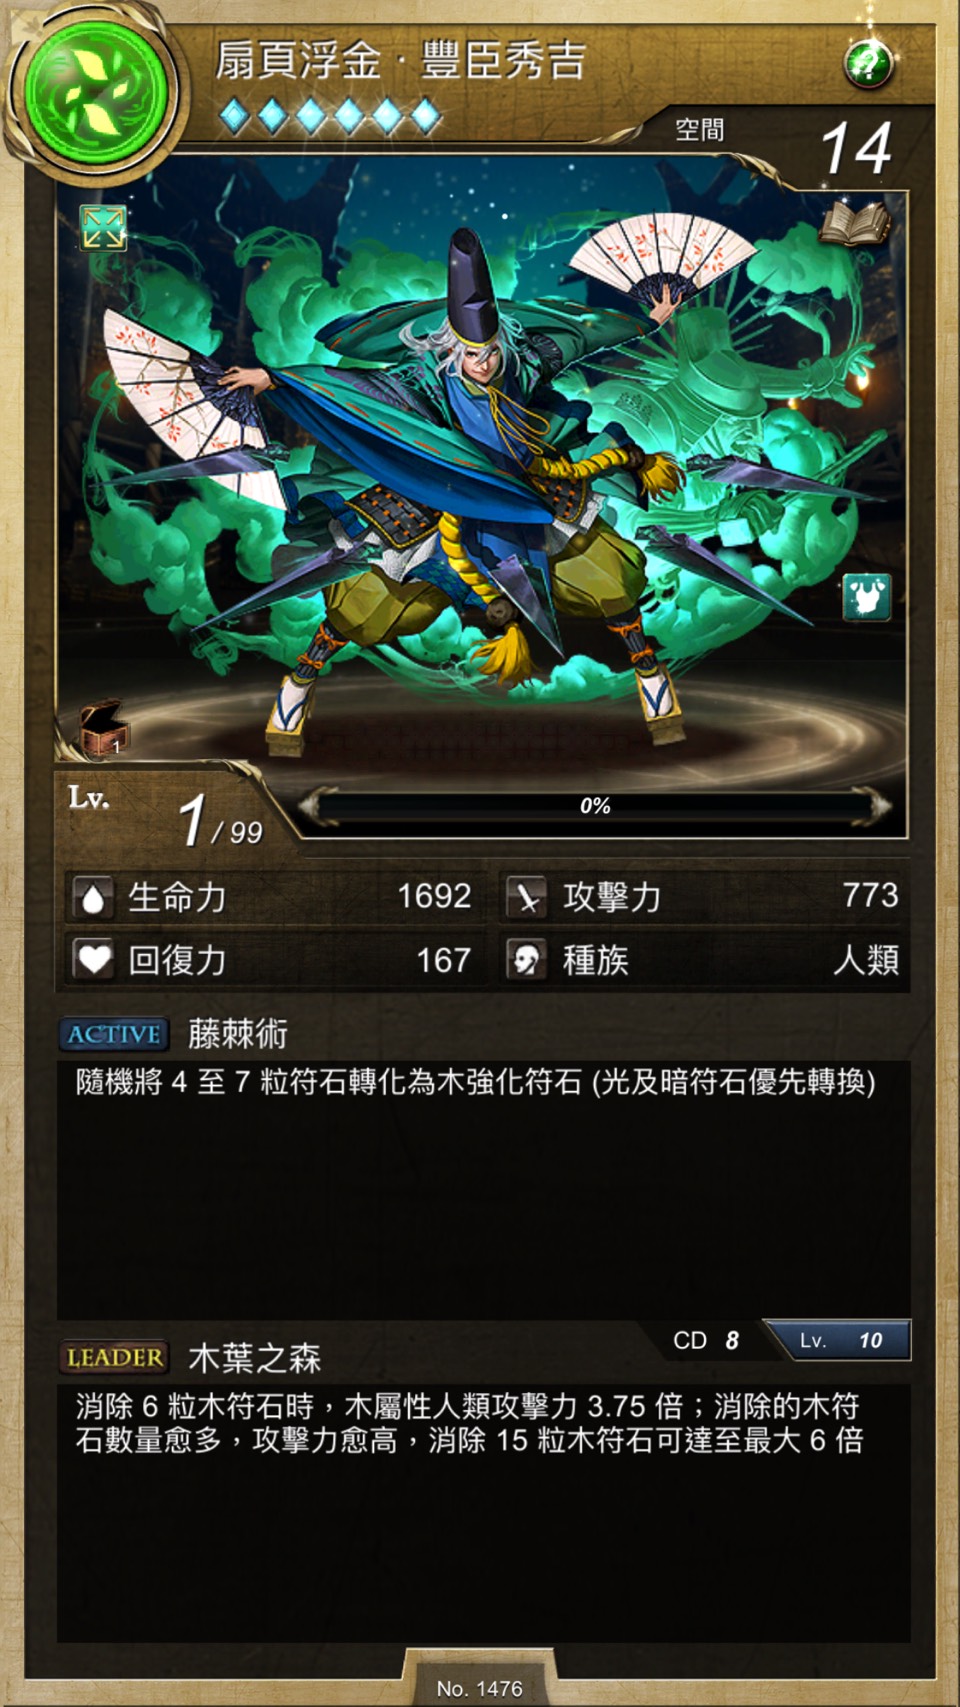 扇頁浮金 · 豐臣秀吉
?
空間 14
1
Lv. 1 / 99
0%
生命力 1692 攻擊力 773
回復力 167 種族 人類
ACTIVE 藤棘術
隨機將 4 至 7 粒符石轉化為木強化符石 (光及暗符石優先轉換)
CD 8 Lv. 10
LEADER 木葉之森
消除 6 粒木符石時，木屬性人類攻擊力 3.75 倍；消除的木符
石數量愈多，攻擊力愈高，消除 15 粒木符石可達至最大 6 倍
No. 1476